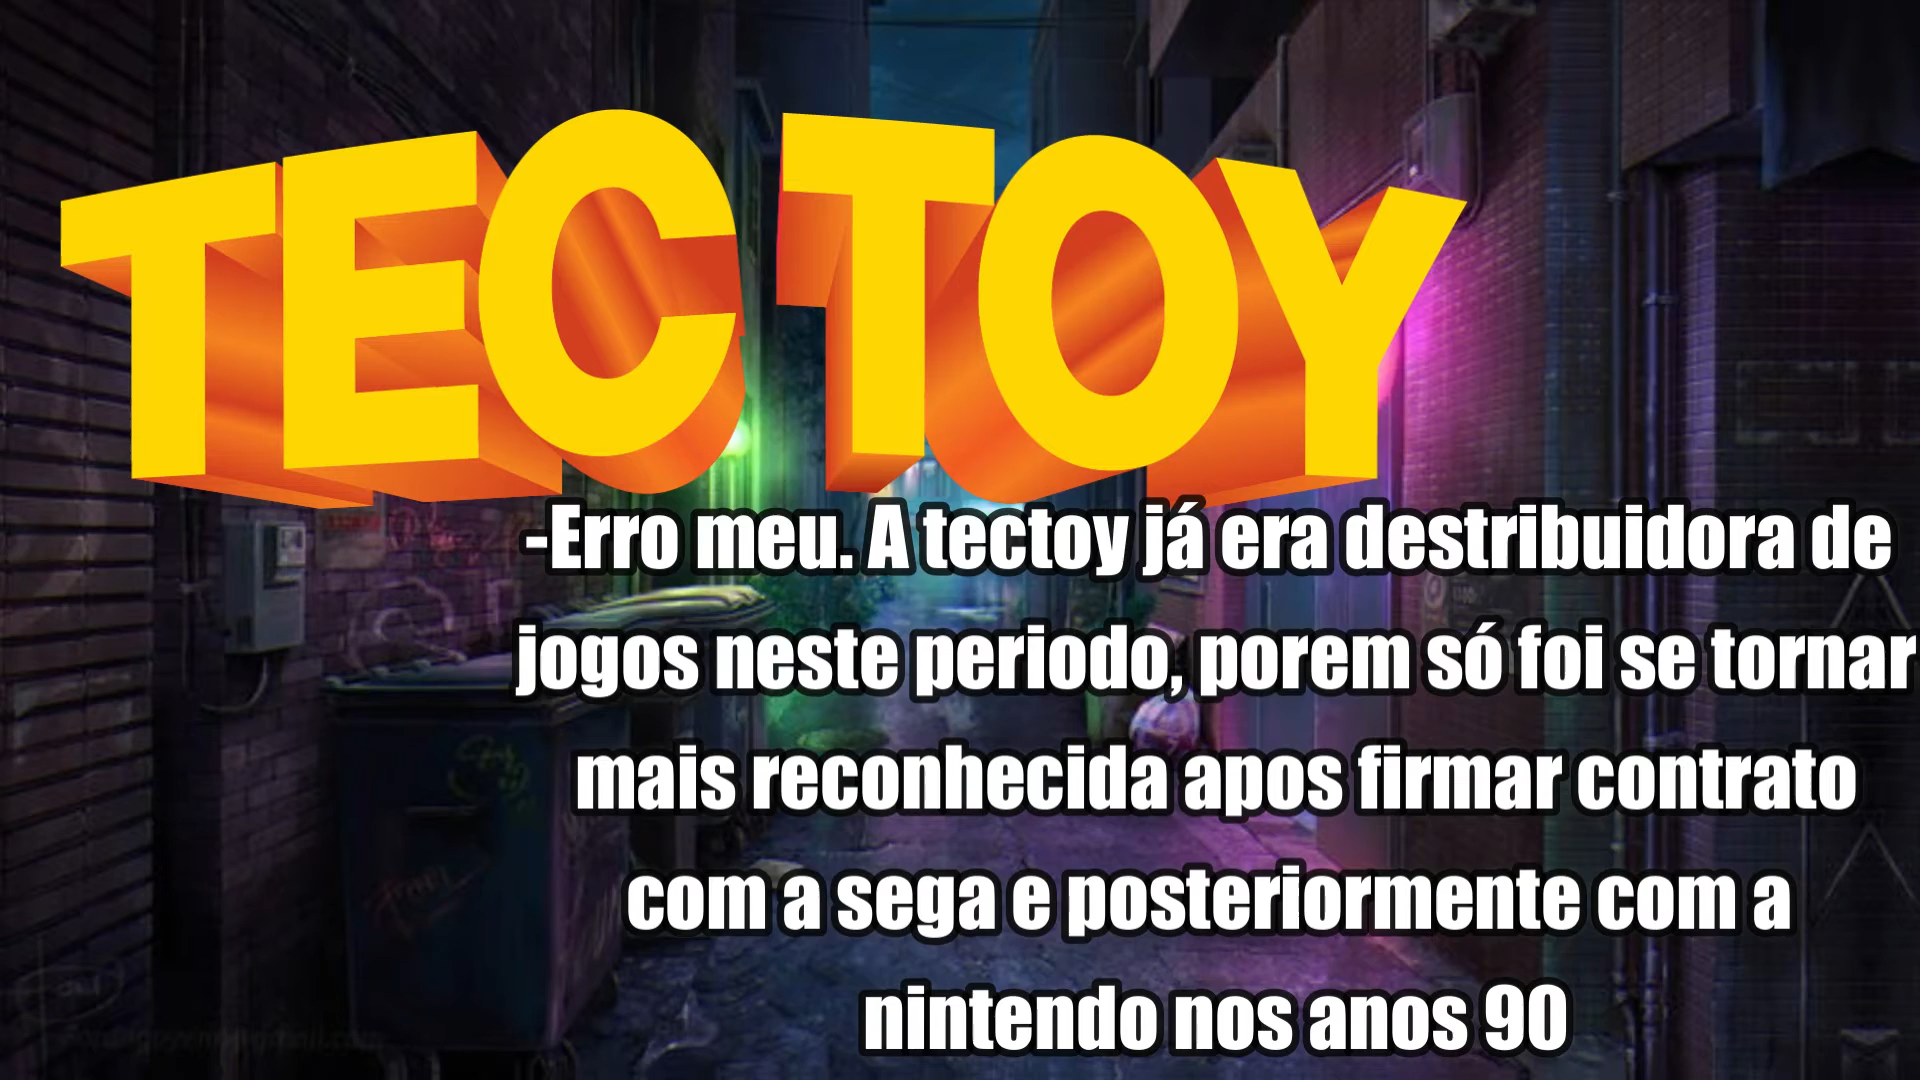 TEC TOY
-Erro meu. A tectoy já era destribuidora de
jogos neste periodo, porem só foi se tornar
mais reconhecida apos firmar contrato
com a sega e posteriormente com a
nintendo nos anos 90